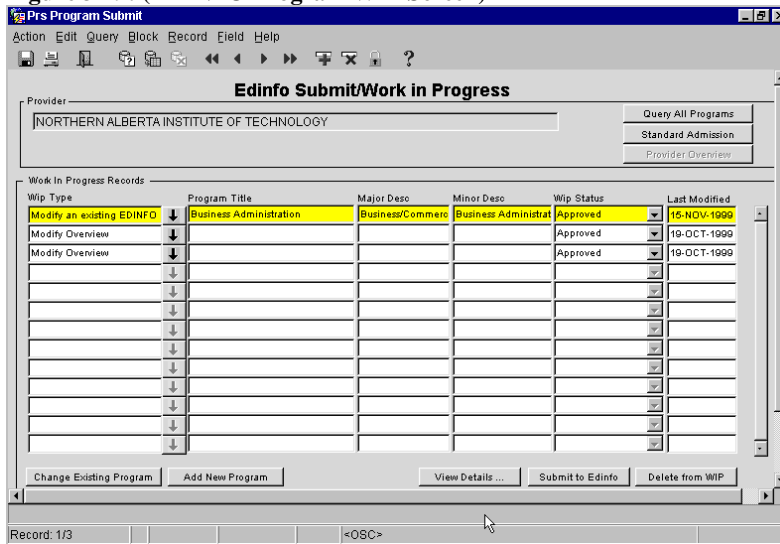 Prs Program Submit
Action Edit Query Block Record Field Help
Edinfo Submit/Work in Progress
Provider
NORTHERN ALBERTA INSTITUTE OF TECHNOLOGY
Query All Programs
Standard Admission
Provider Overview
Work In Progress Records
Wip Type Program Title Major Desc Minor Desc Wip Status Last Modified
Modify an existing EDINFO Business Administration Business/Commerc Business Administrat Approved 15-NOV-1999
Modify Overview Approved 19-OCT-1999
Modify Overview Approved 19-OCT-1999
Change Existing Program Add New Program View Details ... Submit to Edinfo Delete from WIP
Record: 1/3 <OSC>